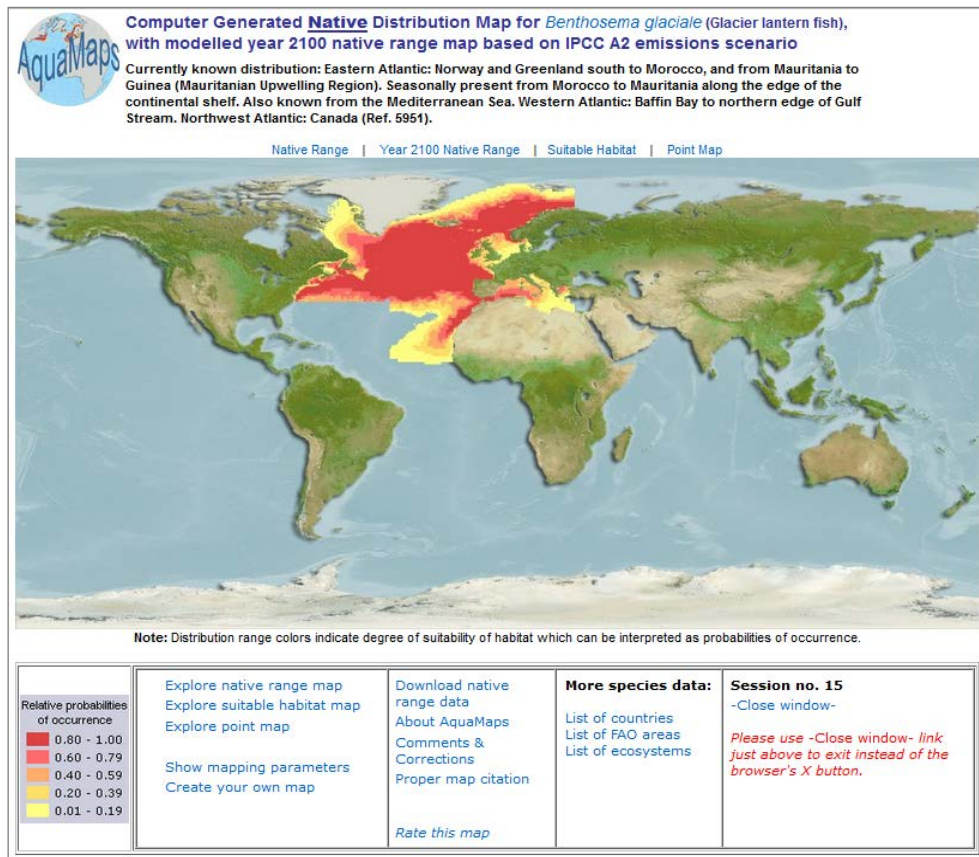 AquaMaps
Computer Generated Native Distribution Map for Benthosema glaciale (Glacier lantern fish),
with modelled year 2100 native range map based on IPCC A2 emissions scenario
Currently known distribution: Eastern Atlantic: Norway and Greenland south to Morocco, and from Mauritania to
Guinea (Mauritanian Upwelling Region). Seasonally present from Morocco to Mauritania along the edge of the
continental shelf. Also known from the Mediterranean Sea. Western Atlantic: Baffin Bay to northern edge of Gulf
Stream. Northwest Atlantic: Canada (Ref. 5951).
Native Range | Year 2100 Native Range | Suitable Habitat | Point Map
Note: Distribution range colors indicate degree of suitability of habitat which can be interpreted as probabilities of occurrence.
Relative probabilities
of occurrence
0.80 - 1.00
0.60 - 0.79
0.40 - 0.59
0.20 - 0.39
0.01 - 0.19
Explore native range map
Explore suitable habitat map
Explore point map
Show mapping parameters
Create your own map
Download native
range data
About AquaMaps
Comments &
Corrections
Proper map citation
Rate this map
More species data:
List of countries
List of FAO areas
List of ecosystems
Session no. 15
-Close window-
Please use -Close window- link
just above to exit instead of the
browser's X button.